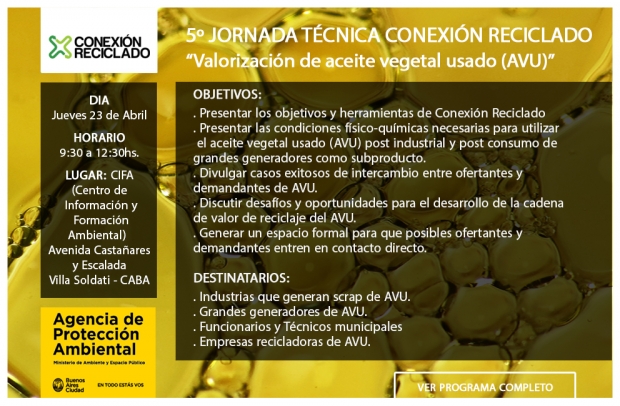 CONEXIÓN
RECICLADO
5º JORNADA TÉCNICA CONEXIÓN RECICLADO
“Valorización de aceite vegetal usado (AVU)”
DIA
Jueves 23 de Abril
HORARIO
9:30 a 12:30hs.
LUGAR: CIFA
(Centro de
Información y
Formación
Ambiental)
Avenida Castañares
y Escalada
Villa Soldati - CABA
OBJETIVOS:
. Presentar los objetivos y herramientas de Conexión Reciclado
. Presentar las condiciones físico-químicas necesarias para utilizar
el aceite vegetal usado (AVU) post industrial y post consumo de
grandes generadores como subproducto.
. Divulgar casos exitosos de intercambio entre ofertantes y
demandantes de AVU.
. Discutir desafíos y oportunidades para el desarrollo de la cadena
de valor de reciclaje del AVU.
. Generar un espacio formal para que posibles ofertantes y
demandantes entren en contacto directo.
DESTINATARIOS:
. Industrias que generan scrap de AVU.
. Grandes generadores de AVU.
. Funcionarios y Técnicos municipales
. Empresas recicladoras de AVU.
Agencia de
Protección
Ambiental
Ministerio de Ambiente y Espacio Público
Buenos
Aires
Ciudad
EN TODO ESTÁS VOS
VER PROGRAMA COMPLETO